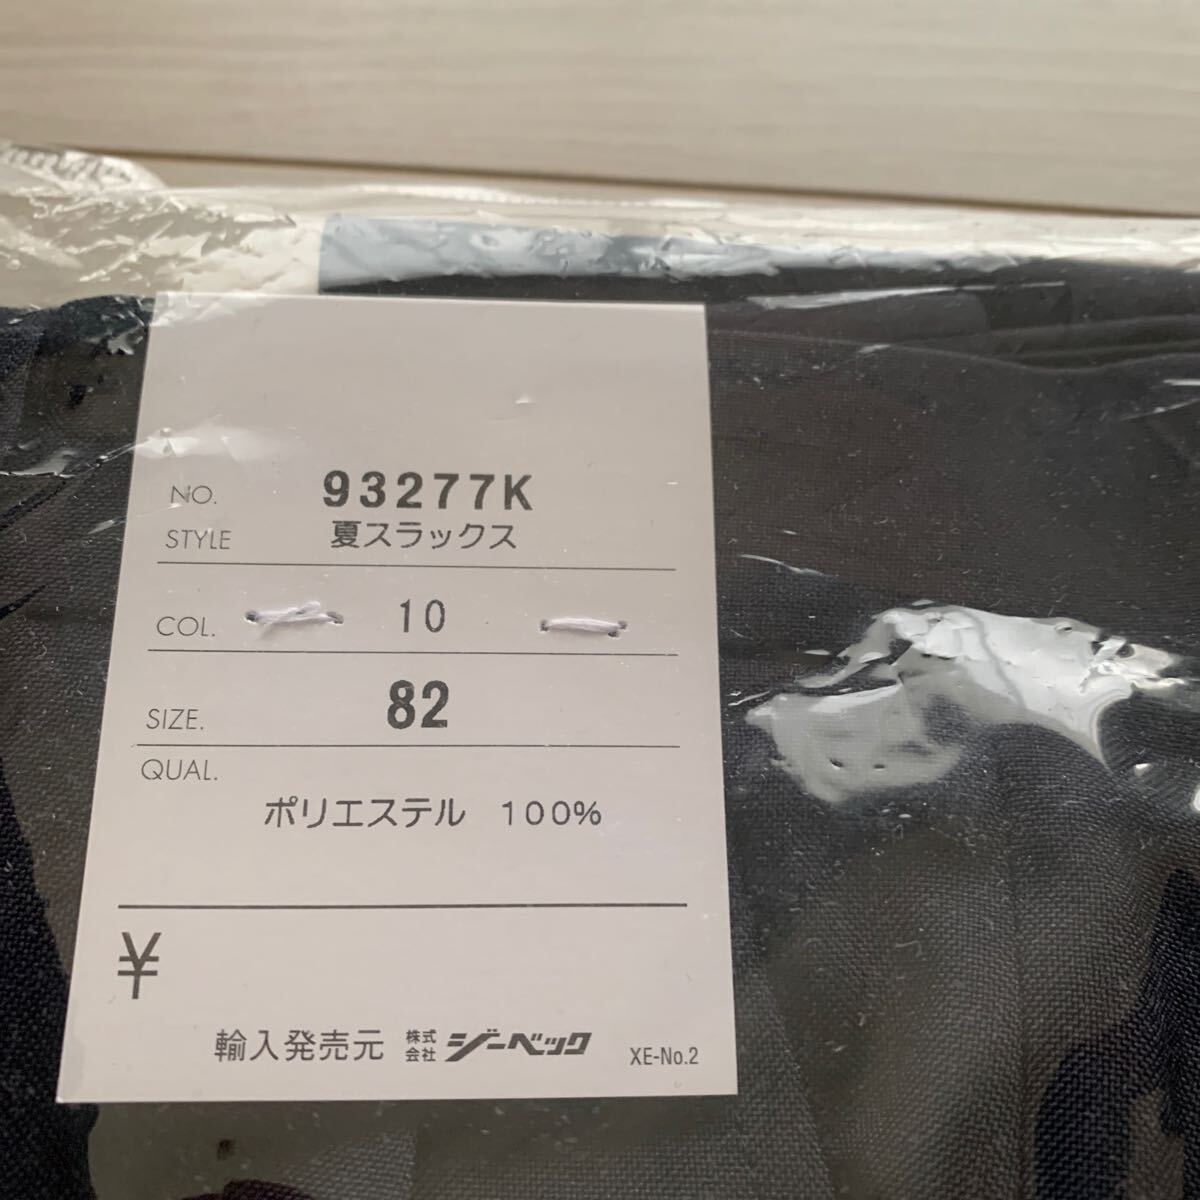 NO. 93277K
STYLE 夏スラックス
COL. 10
SIZE. 82
QUAL.
ポリエステル 100%
¥
輸入発売元 株式会社 ジーベック XE-No.2